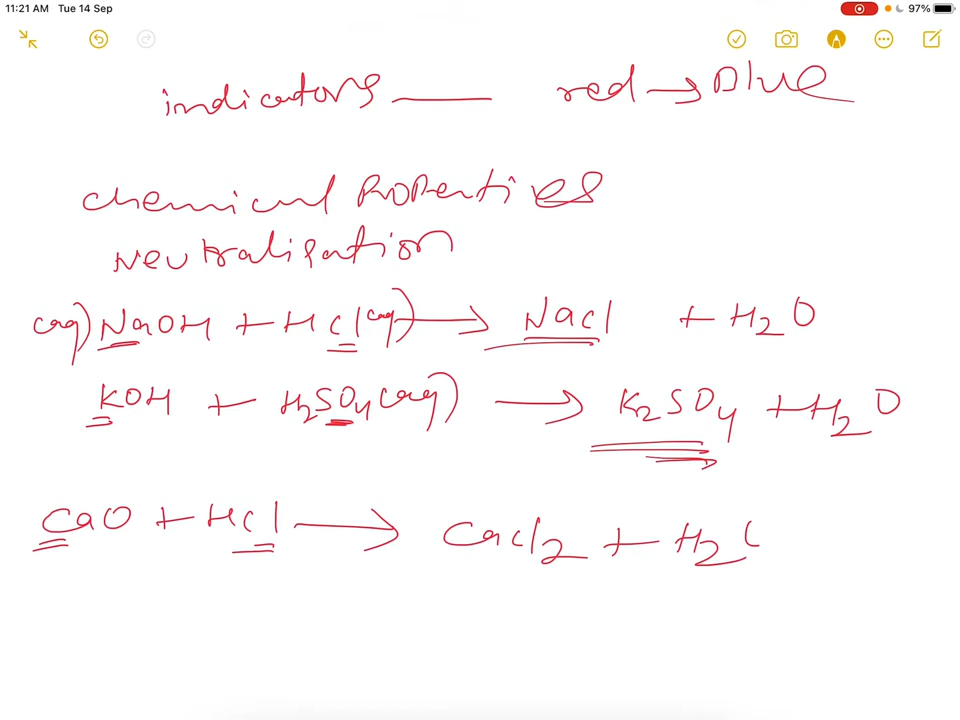 11:21 AM Tue 14 Sep 97%
indicators — red → Blue
chemical Properties
Neutralisation
(aq) NaOH + HCl (aq) → NaCl + H2O
KOH + H2SO4 (aq) → K2SO4 + H2O
CaO + HCl → CaCl2 + H2(